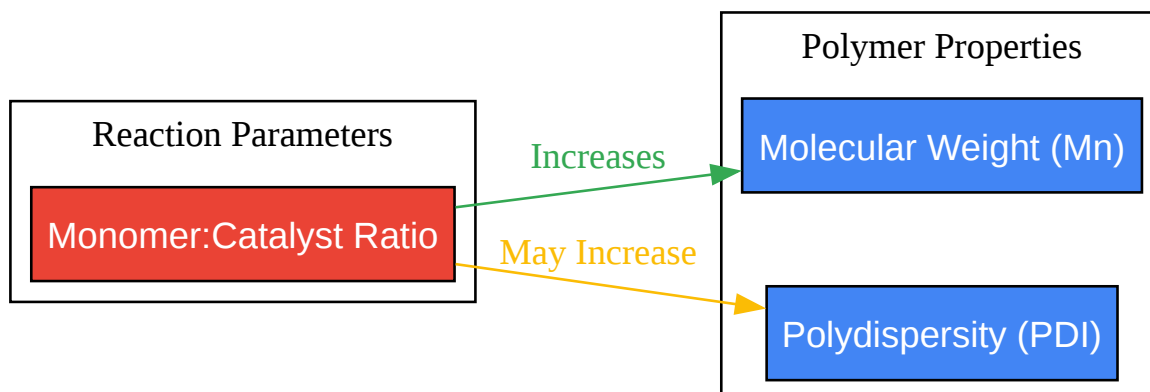 Reaction Parameters
Monomer:Catalyst Ratio
Increases
May Increase
Polymer Properties
Molecular Weight (Mn)
Polydispersity (PDI)